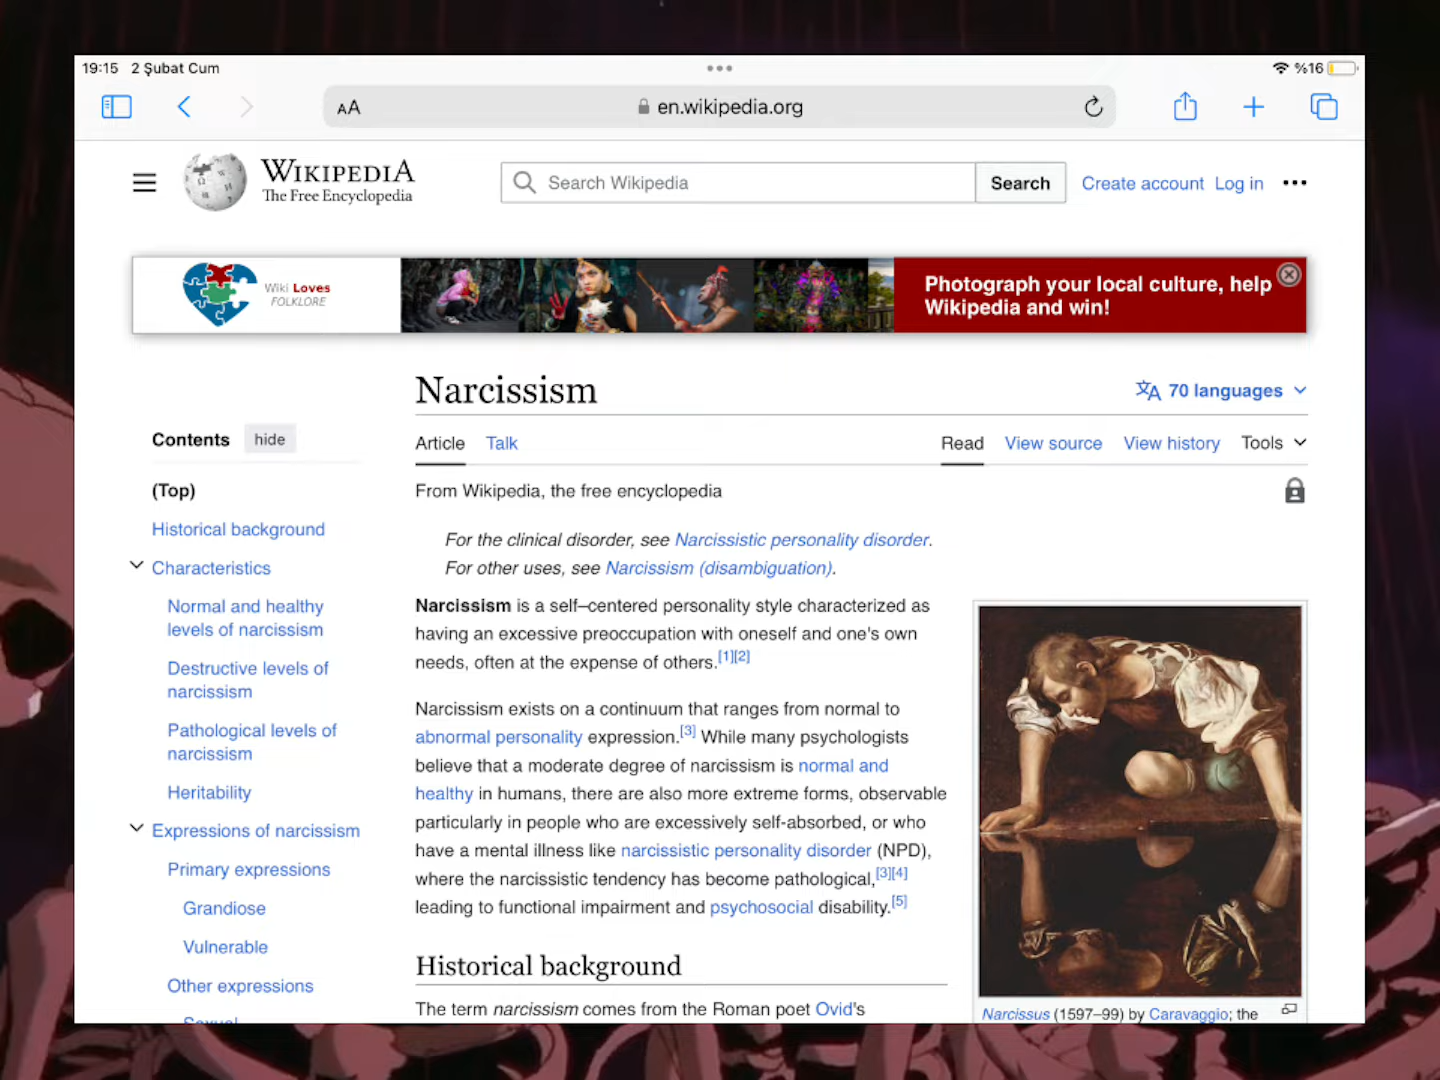 19:15 2 Şubat Cum
%16
AA
en.wikipedia.org
WIKIPEDIA
The Free Encyclopedia
Search Wikipedia
Search
Create account Log in
Wiki Loves
FOLKLORE
Photograph your local culture, help
Wikipedia and win!
Narcissism
70 languages
Contents hide
Article Talk
Read View source View history Tools
(Top)
Historical background
Characteristics
Normal and healthy
levels of narcissism
Destructive levels of
narcissism
Pathological levels of
narcissism
Heritability
Expressions of narcissism
Primary expressions
Grandiose
Vulnerable
Other expressions
Sexual
From Wikipedia, the free encyclopedia
For the clinical disorder, see Narcissistic personality disorder.
For other uses, see Narcissism (disambiguation).
Narcissism is a self–centered personality style characterized as
having an excessive preoccupation with oneself and one's own
needs, often at the expense of others.[1][2]
Narcissism exists on a continuum that ranges from normal to
abnormal personality expression.[3] While many psychologists
believe that a moderate degree of narcissism is normal and
healthy in humans, there are also more extreme forms, observable
particularly in people who are excessively self-absorbed, or who
have a mental illness like narcissistic personality disorder (NPD),
where the narcissistic tendency has become pathological,[3][4]
leading to functional impairment and psychosocial disability.[5]
Historical background
The term narcissism comes from the Roman poet Ovid's
Narcissus (1597–99) by Caravaggio; the